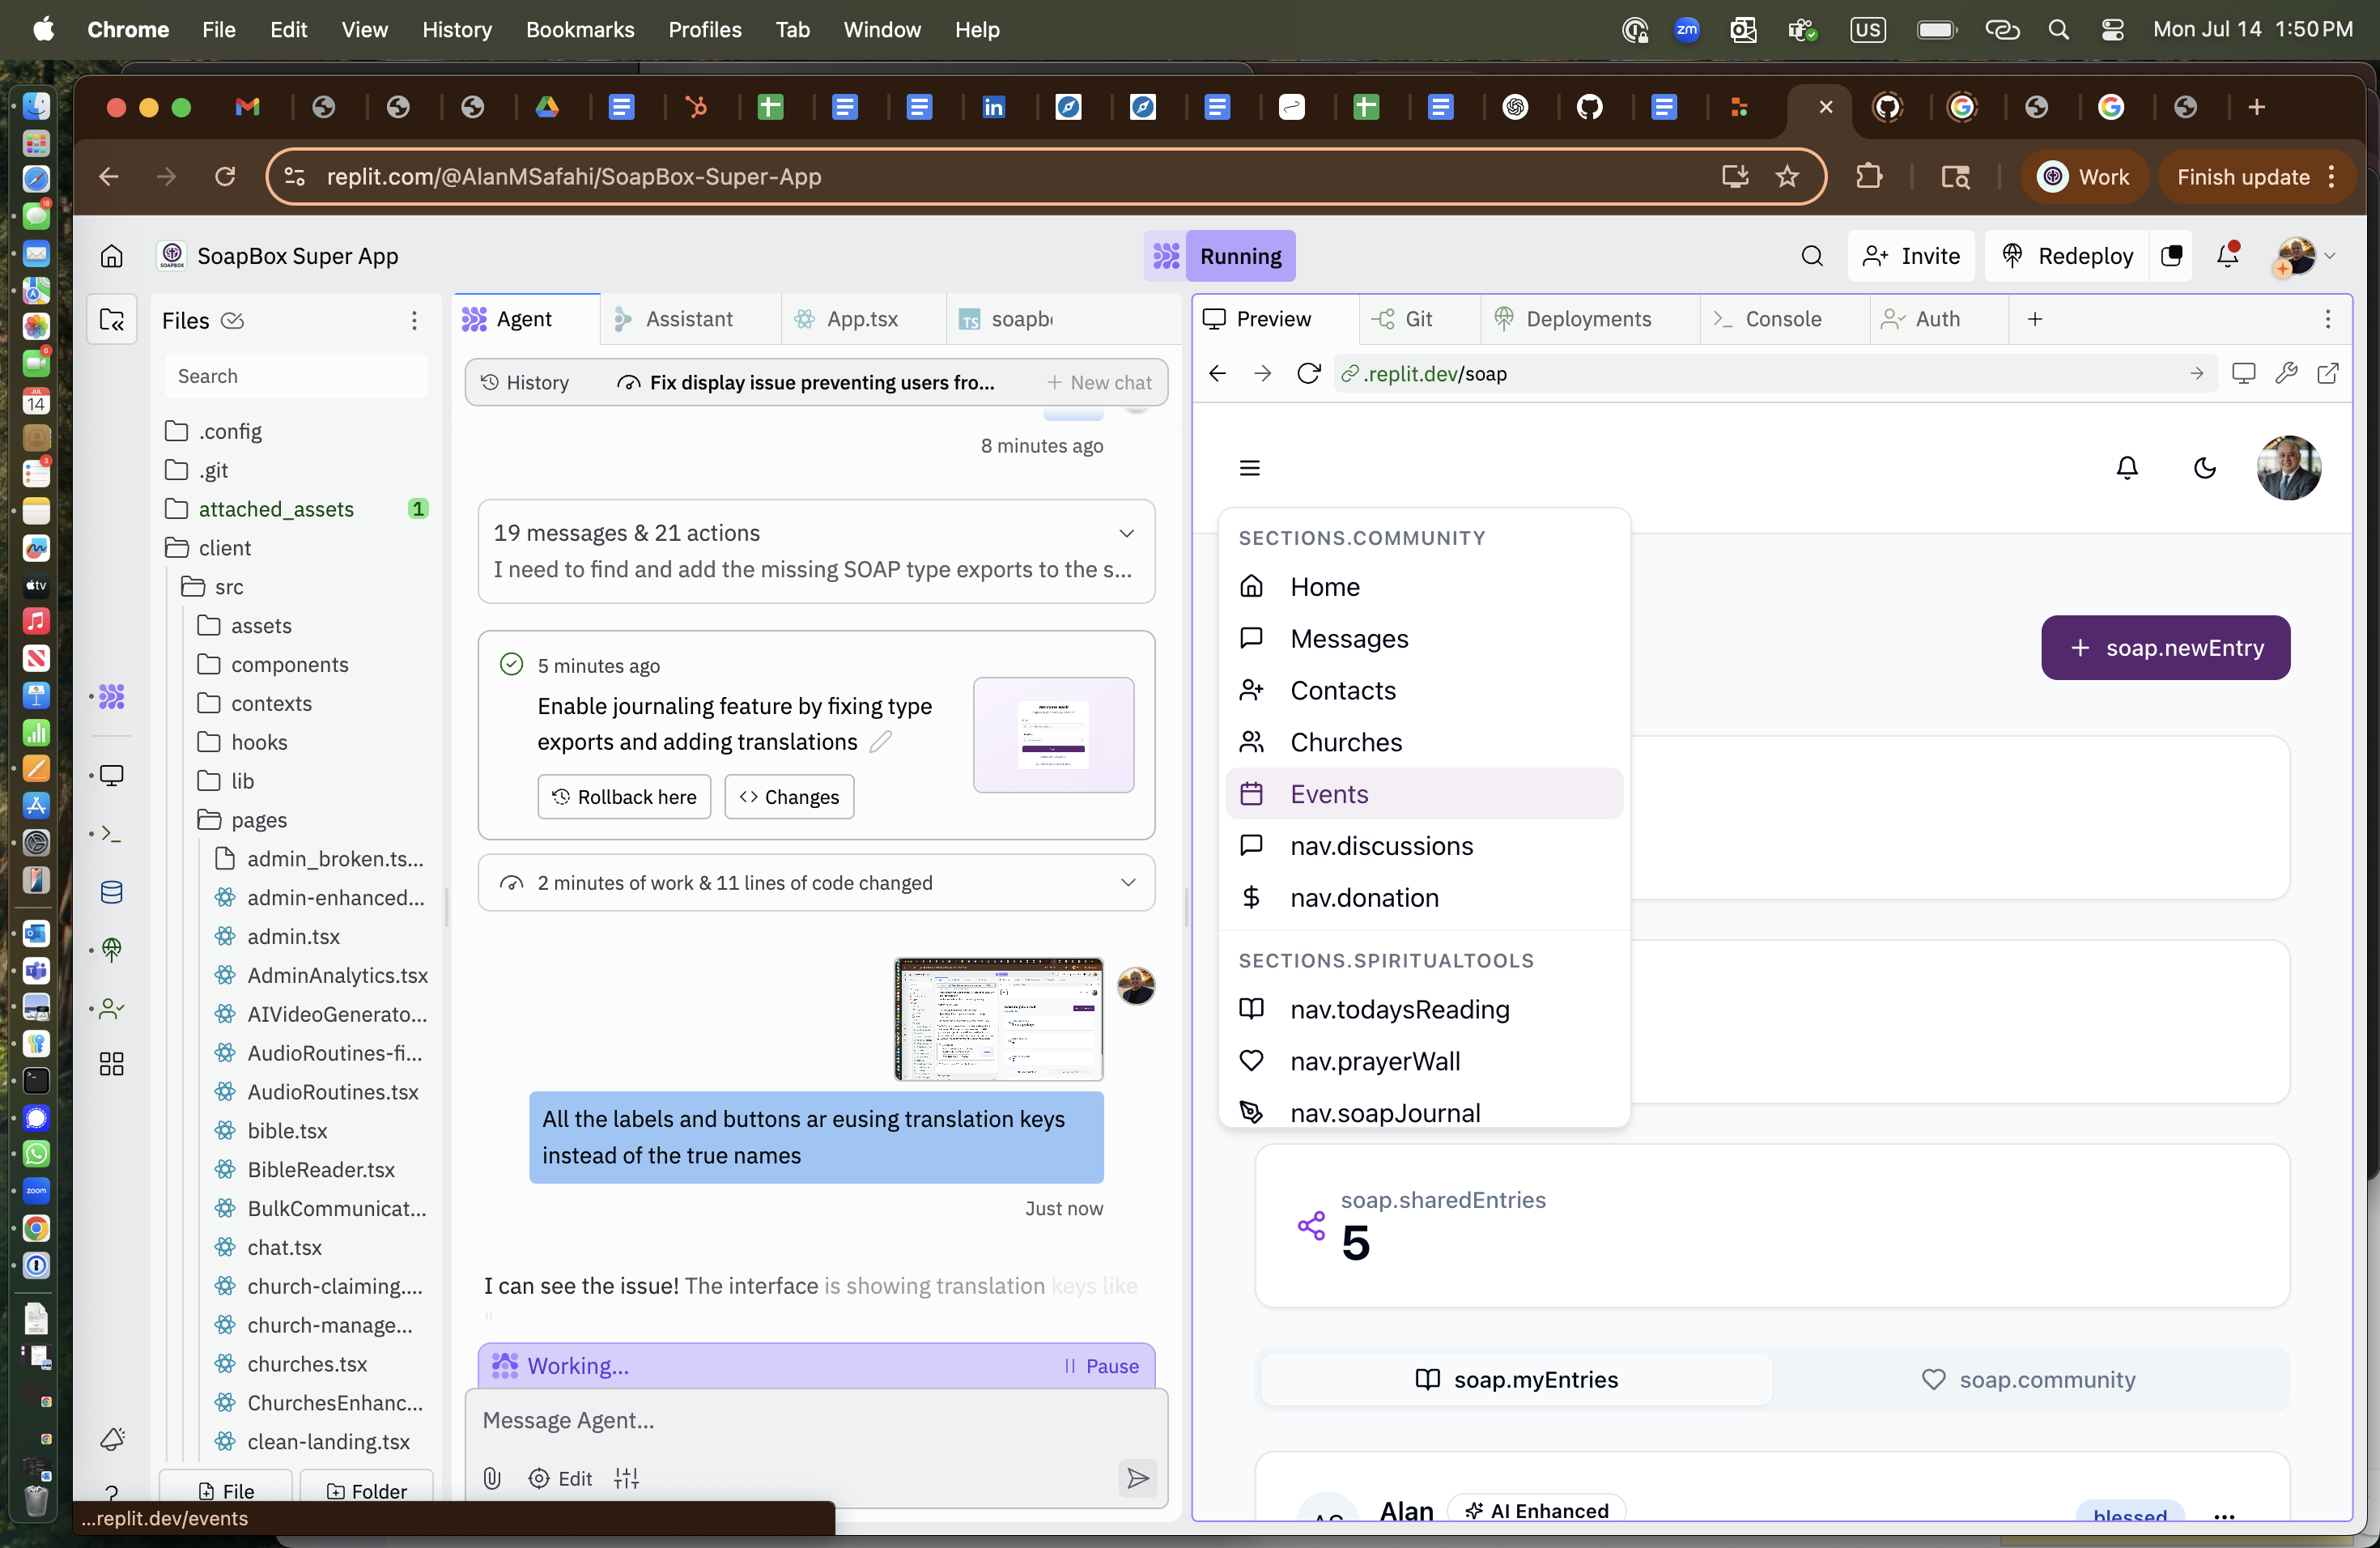 Chrome File Edit View History Bookmarks Profiles Tab Window Help
zm US Mon Jul 14 1:50 PM
replit.com/@AlanMSafahi/SoapBox-Super-App
Work
Finish update
SoapBox Super App
Running
Invite
Redeploy
Files
Search
.config
.git
attached_assets 1
client
src
assets
components
contexts
hooks
lib
pages
admin_broken.ts...
admin-enhanced...
admin.tsx
AdminAnalytics.tsx
AIVideoGenerato...
AudioRoutines-fi...
AudioRoutines.tsx
bible.tsx
BibleReader.tsx
BulkCommunicat...
chat.tsx
church-claiming....
church-manage...
churches.tsx
ChurchesEnhanc...
clean-landing.tsx
File
Folder
...replit.dev/events
Agent
Assistant
App.tsx
TS soapb
History
Fix display issue preventing users fro...
+ New chat
8 minutes ago
19 messages & 21 actions
I need to find and add the missing SOAP type exports to the s...
5 minutes ago
Enable journaling feature by fixing type
exports and adding translations
Rollback here
Changes
2 minutes of work & 11 lines of code changed
All the labels and buttons ar eusing translation keys
instead of the true names
Just now
I can see the issue! The interface is showing translation keys like
"
Working...
Pause
Message Agent...
Edit
Preview
Git
Deployments
Console
Auth
.replit.dev/soap
SECTIONS.COMMUNITY
Home
Messages
Contacts
Churches
Events
nav.discussions
nav.donation
SECTIONS.SPIRITUALTOOLS
nav.todaysReading
nav.prayerWall
nav.soapJournal
+ soap.newEntry
soap.sharedEntries
5
soap.myEntries
soap.community
Alan
AI Enhanced
blessed